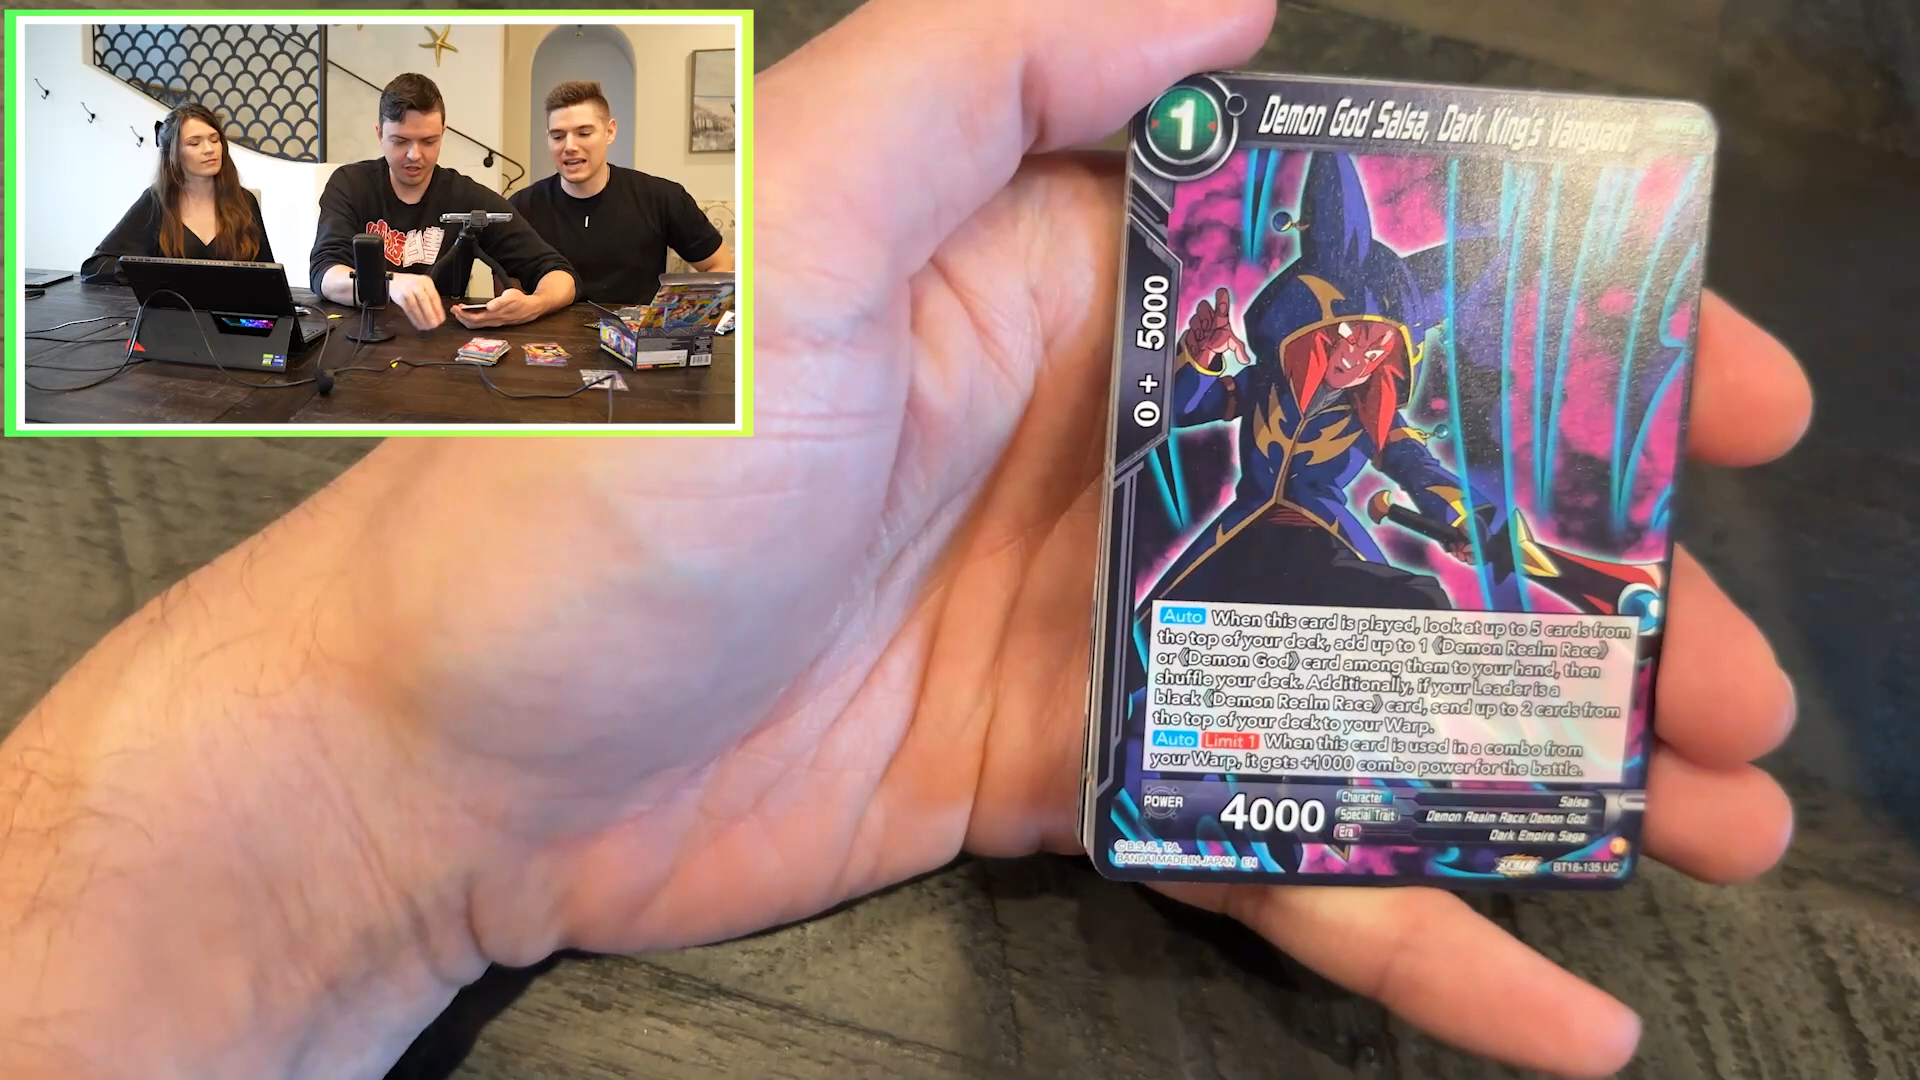 1
Demon God Salsa, Dark King's Vanguard
0 + 5000
Auto When this card is played, look at up to 5 cards from
the top of your deck, add up to 1 《Demon Realm Race》
or 《Demon God》 card among them to your hand, then
shuffle your deck. Additionally, if your Leader is a
black 《Demon Realm Race》 card, send up to 2 cards from
the top of your deck to your Warp.
Auto Limit 1 When this card is used in a combo from
your Warp, it gets +1000 combo power for the battle.
POWER
4000
Character
Salsa
Special Trait
Demon Realm Race/Demon God
Era
Dark Empire Saga
©B.S./S., T.A.
BANDAI MADE IN JAPAN EN
BT16-135 UC